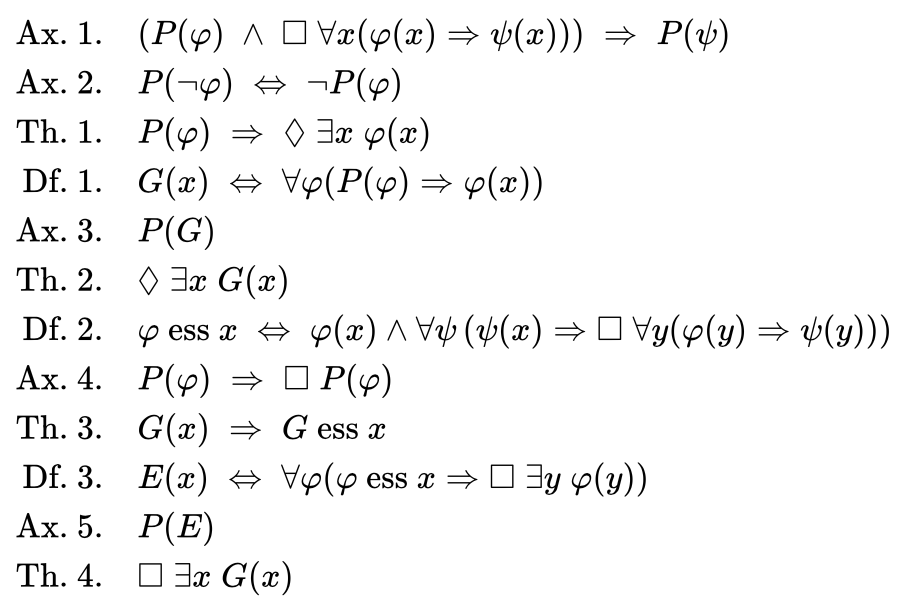 Ax. 1. (P(φ) ∧ □ ∀x(φ(x) ⇒ ψ(x))) ⇒ P(ψ)
Ax. 2. P(¬φ) ⇔ ¬P(φ)
Th. 1. P(φ) ⇒ ◊ ∃x φ(x)
Df. 1. G(x) ⇔ ∀φ(P(φ) ⇒ φ(x))
Ax. 3. P(G)
Th. 2. ◊ ∃x G(x)
Df. 2. φ ess x ⇔ φ(x) ∧ ∀ψ (ψ(x) ⇒ □ ∀y(φ(y) ⇒ ψ(y)))
Ax. 4. P(φ) ⇒ □ P(φ)
Th. 3. G(x) ⇒ G ess x
Df. 3. E(x) ⇔ ∀φ(φ ess x ⇒ □ ∃y φ(y))
Ax. 5. P(E)
Th. 4. □ ∃x G(x)